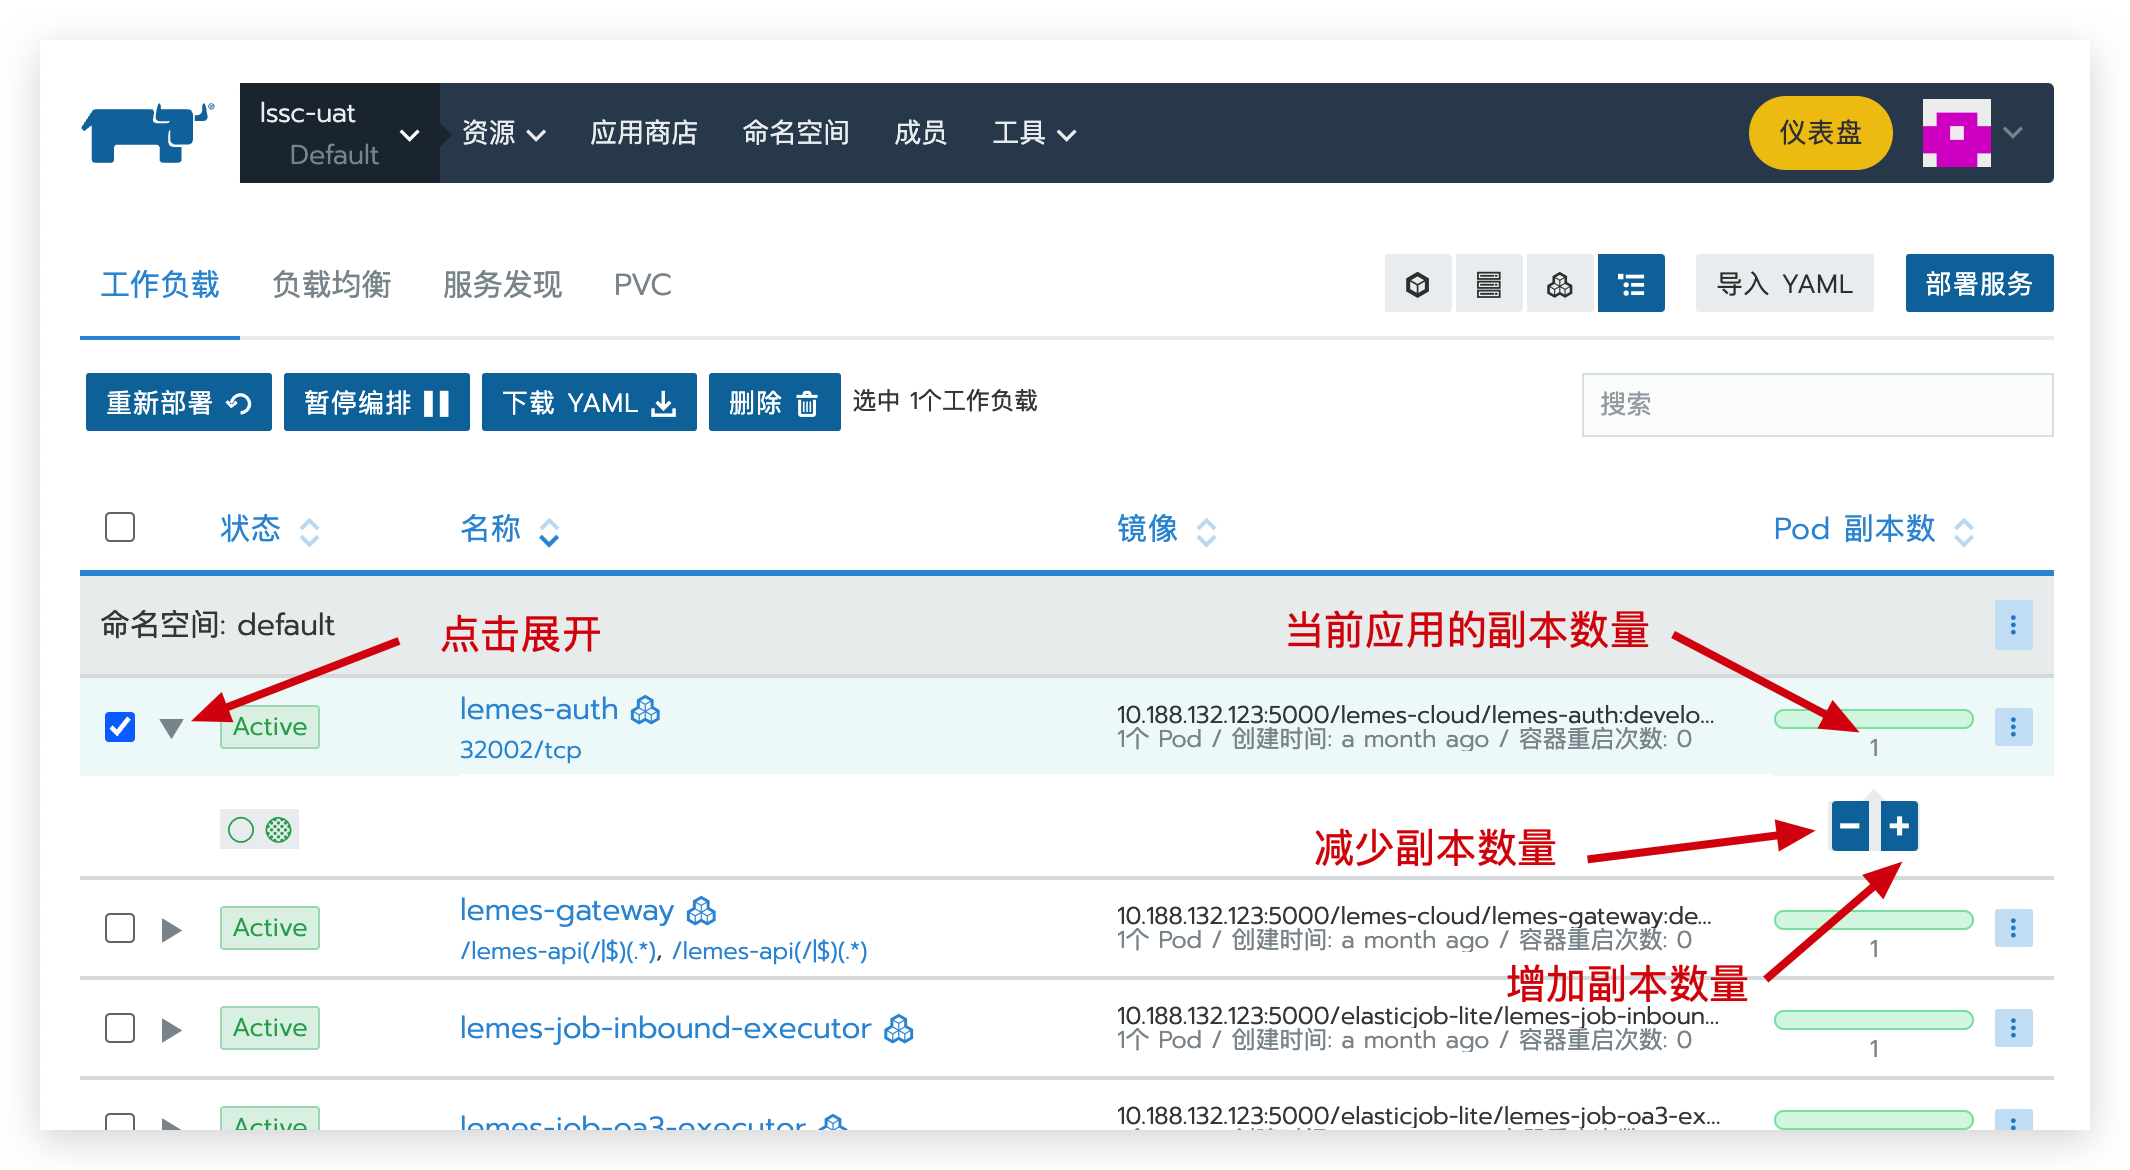 lssc-uat
Default
资源 应用商店 命名空间 成员 工具 仪表盘
工作负载 负载均衡 服务发现 PVC 导入 YAML 部署服务
重新部署 暂停编排 下载 YAML 删除 选中 1个工作负载 搜索
状态 名称 镜像 Pod 副本数
命名空间: default
点击展开 当前应用的副本数量
Active lemes-auth 10.188.132.123:5000/lemes-cloud/lemes-auth:develo...
32002/tcp 1个 Pod / 创建时间: a month ago / 容器重启次数: 0 1
减少副本数量
Active lemes-gateway 10.188.132.123:5000/lemes-cloud/lemes-gateway:de...
/lemes-api(/|$)(.*), /lemes-api(/|$)(.*) 1个 Pod / 创建时间: a month ago / 容器重启次数: 0 1
增加副本数量
Active lemes-job-inbound-executor 10.188.132.123:5000/elasticjob-lite/lemes-job-inboun...
1个 Pod / 创建时间: a month ago / 容器重启次数: 0 1
Active lemes-job-oa3-executor 10.188.132.123:5000/elasticjob-lite/lemes-job-oa3-ex...